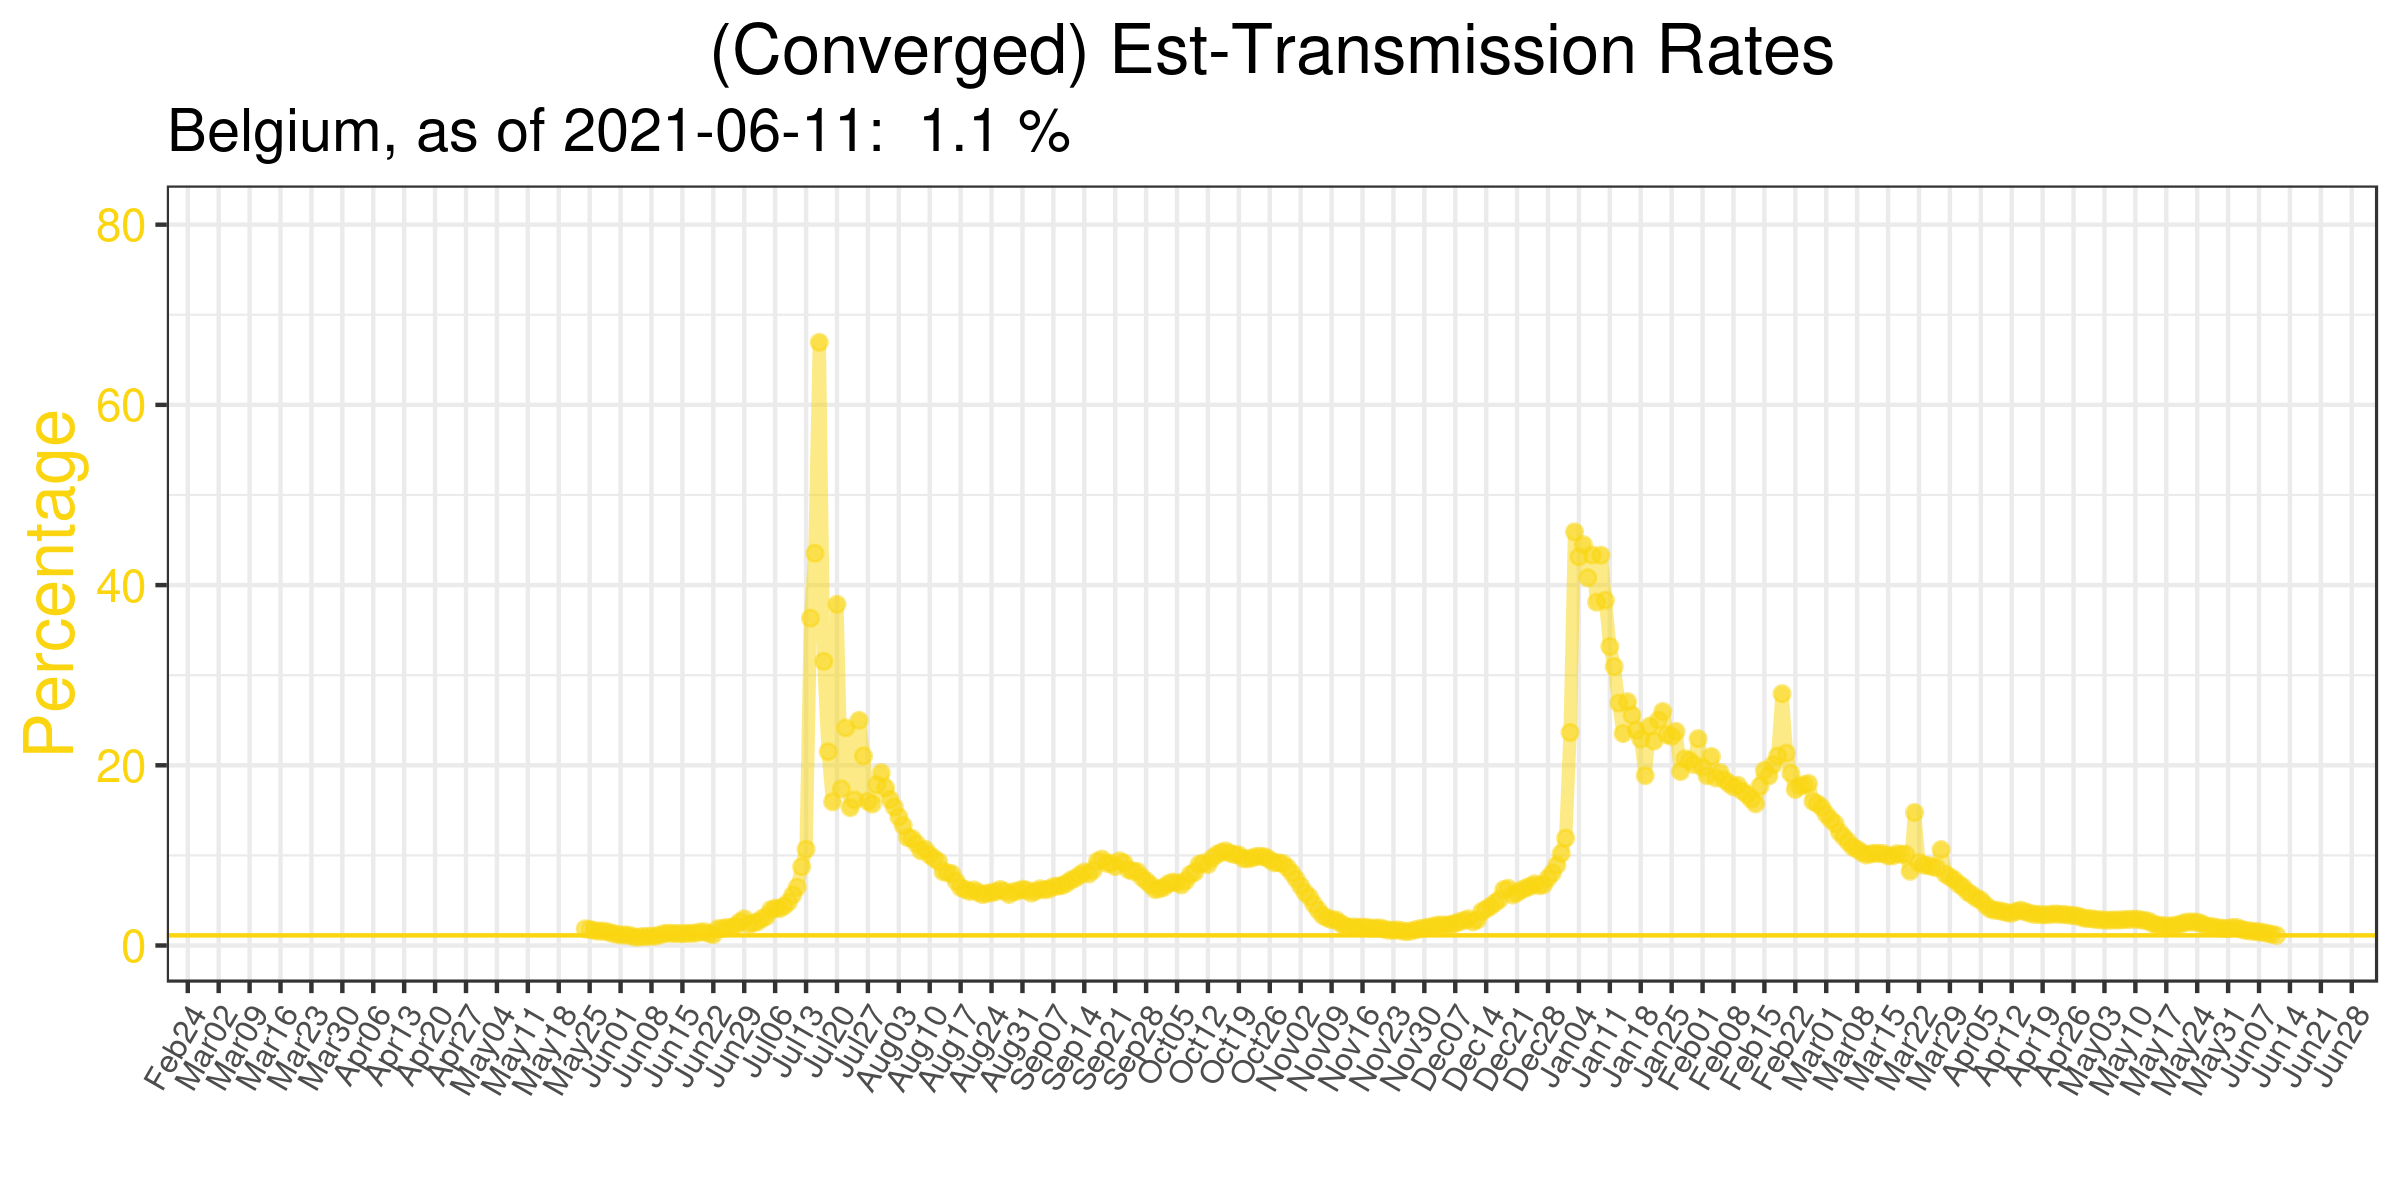 (Converged) Est-Transmission Rates
Belgium, as of 2021-06-11:  1.1 %
Percentage
80
60
40
20
0
Feb24
Mar02
Mar09
Mar16
Mar23
Mar30
Apr06
Apr13
Apr20
Apr27
May04
May11
May18
May25
Jun01
Jun08
Jun15
Jun22
Jun29
Jul06
Jul13
Jul20
Jul27
Aug03
Aug10
Aug17
Aug24
Aug31
Sep07
Sep14
Sep21
Sep28
Oct05
Oct12
Oct19
Oct26
Nov02
Nov09
Nov16
Nov23
Nov30
Dec07
Dec14
Dec21
Dec28
Jan04
Jan11
Jan18
Jan25
Feb01
Feb08
Feb15
Feb22
Mar01
Mar08
Mar15
Mar22
Mar29
Apr05
Apr12
Apr19
Apr26
May03
May10
May17
May24
May31
Jun07
Jun14
Jun21
Jun28